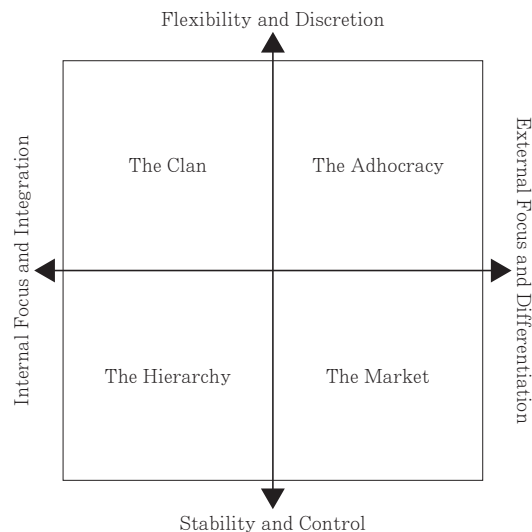 Flexibility and Discretion
Internal Focus and Integration
The Clan
The Adhocracy
External Focus and Differentiation
The Hierarchy
The Market
Stability and Control